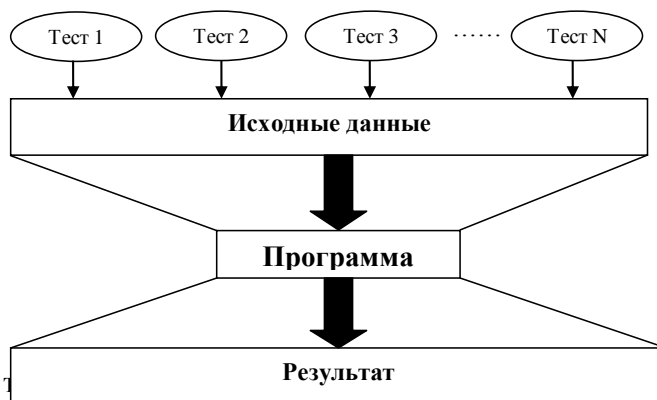 Тест 1 Тест 2 Тест 3 ...... Тест N
Исходные данные
Программа
Результат